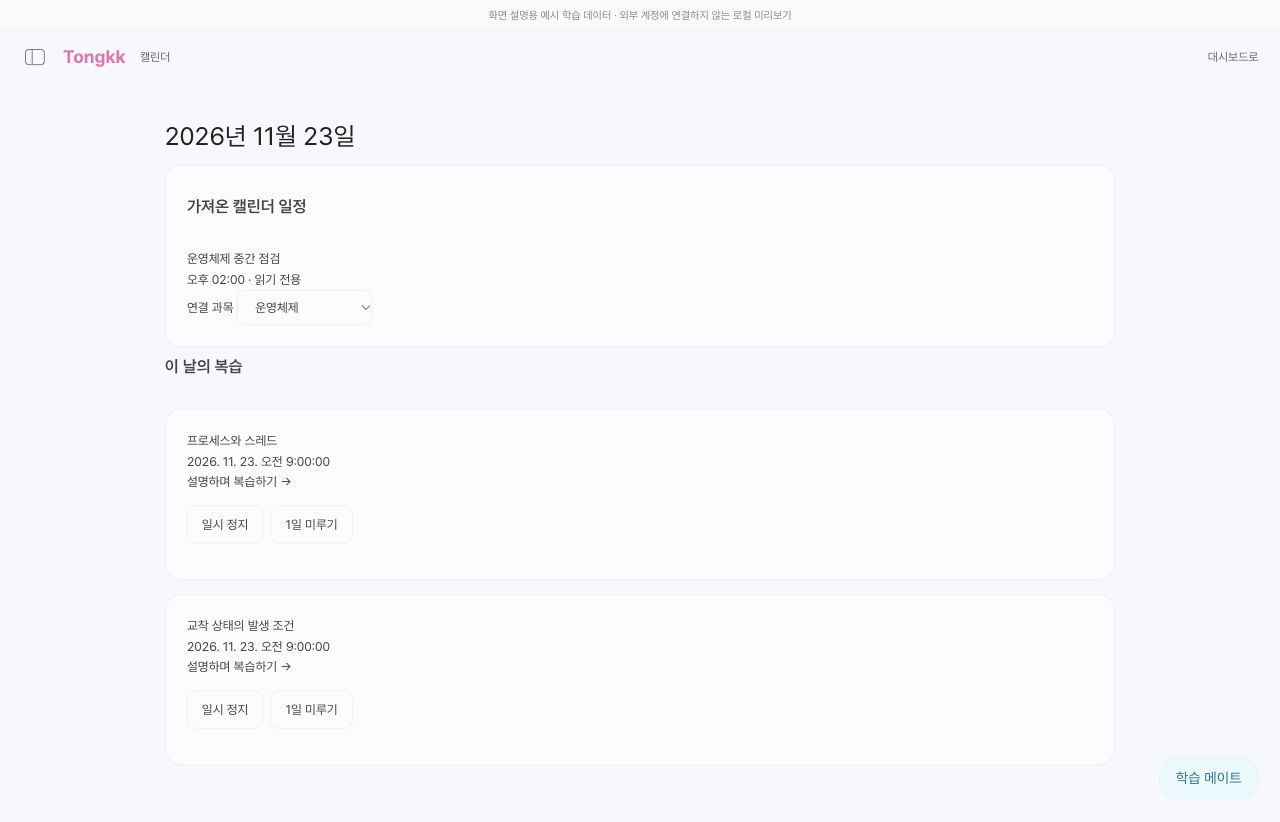 화면 설명용 예시 학습 데이터 · 외부 계정에 연결하지 않는 로컬 미리보기
Tongkk 캘린더 대시보드로
2026년 11월 23일
가져온 캘린더 일정
운영체제 중간 점검
오후 02:00 · 읽기 전용
연결 과목 운영체제
이 날의 복습
프로세스와 스레드
2026. 11. 23. 오전 9:00:00
설명하며 복습하기 →
일시 정지 1일 미루기
교착 상태의 발생 조건
2026. 11. 23. 오전 9:00:00
설명하며 복습하기 →
일시 정지 1일 미루기
학습 메이트